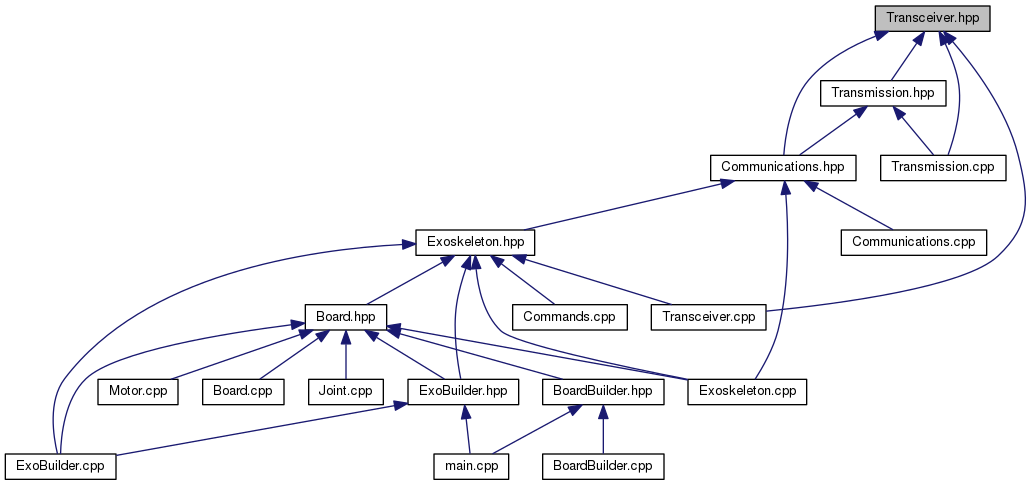 Transceiver.hpp
Transmission.hpp
Communications.hpp
Transmission.cpp
Exoskeleton.hpp
Communications.cpp
Board.hpp
Commands.cpp
Transceiver.cpp
Motor.cpp
Board.cpp
Joint.cpp
ExoBuilder.hpp
BoardBuilder.hpp
Exoskeleton.cpp
ExoBuilder.cpp
main.cpp
BoardBuilder.cpp